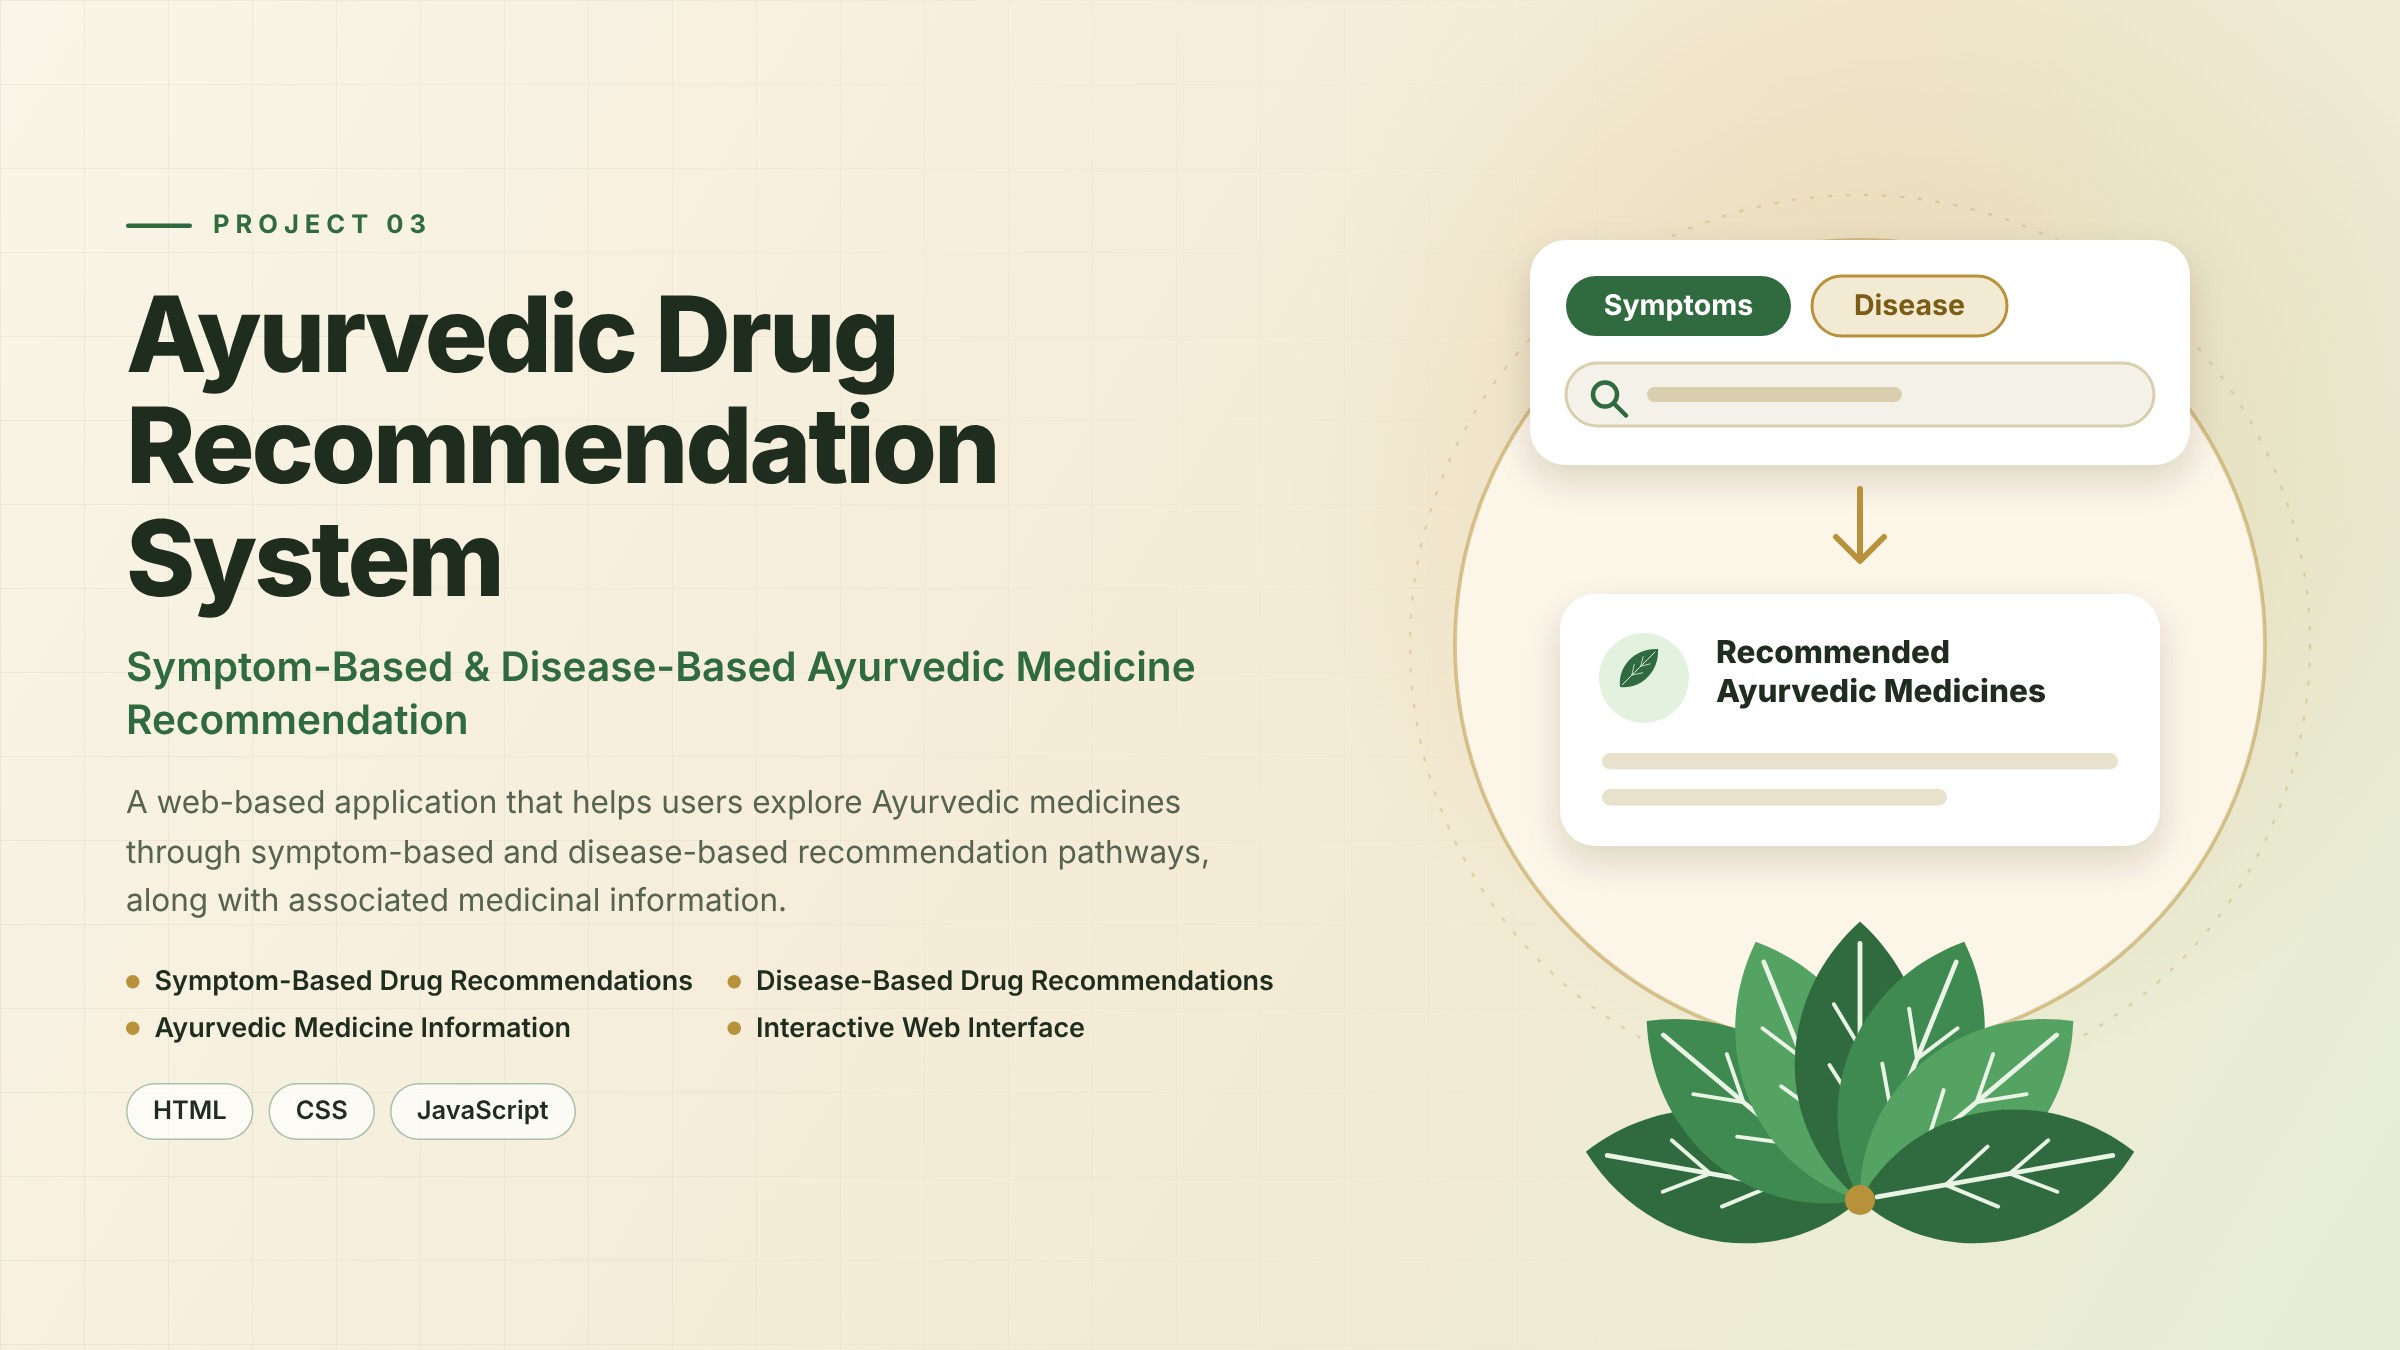 PROJECT 03
Ayurvedic Drug
Recommendation
System
Symptom-Based & Disease-Based Ayurvedic Medicine
Recommendation
A web-based application that helps users explore Ayurvedic medicines
through symptom-based and disease-based recommendation pathways,
along with associated medicinal information.
Symptom-Based Drug Recommendations
Disease-Based Drug Recommendations
Ayurvedic Medicine Information
Interactive Web Interface
HTML
CSS
JavaScript
Symptoms
Disease
Recommended
Ayurvedic Medicines